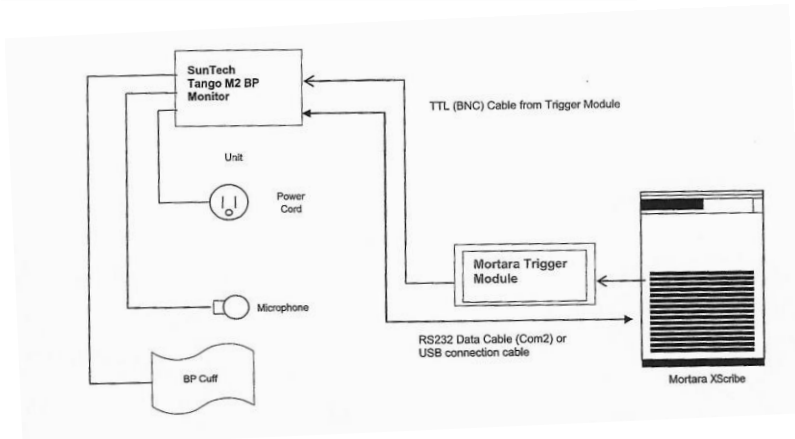 SunTech
Tango M2 BP
Monitor
TTL (BNC) Cable from Trigger Module
Unit
Power
Cord
Mortara Trigger
Module
Microphone
RS232 Data Cable (Com2) or
USB connection cable
BP Cuff
Mortara XScribe